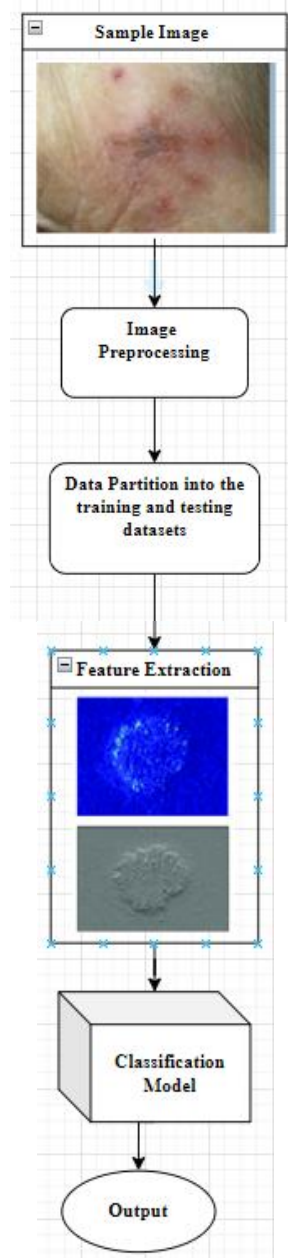 Sample Image
Image
Preprocessing
Data Partition into the
training and testing
datasets
Feature Extraction
Classification
Model
Output